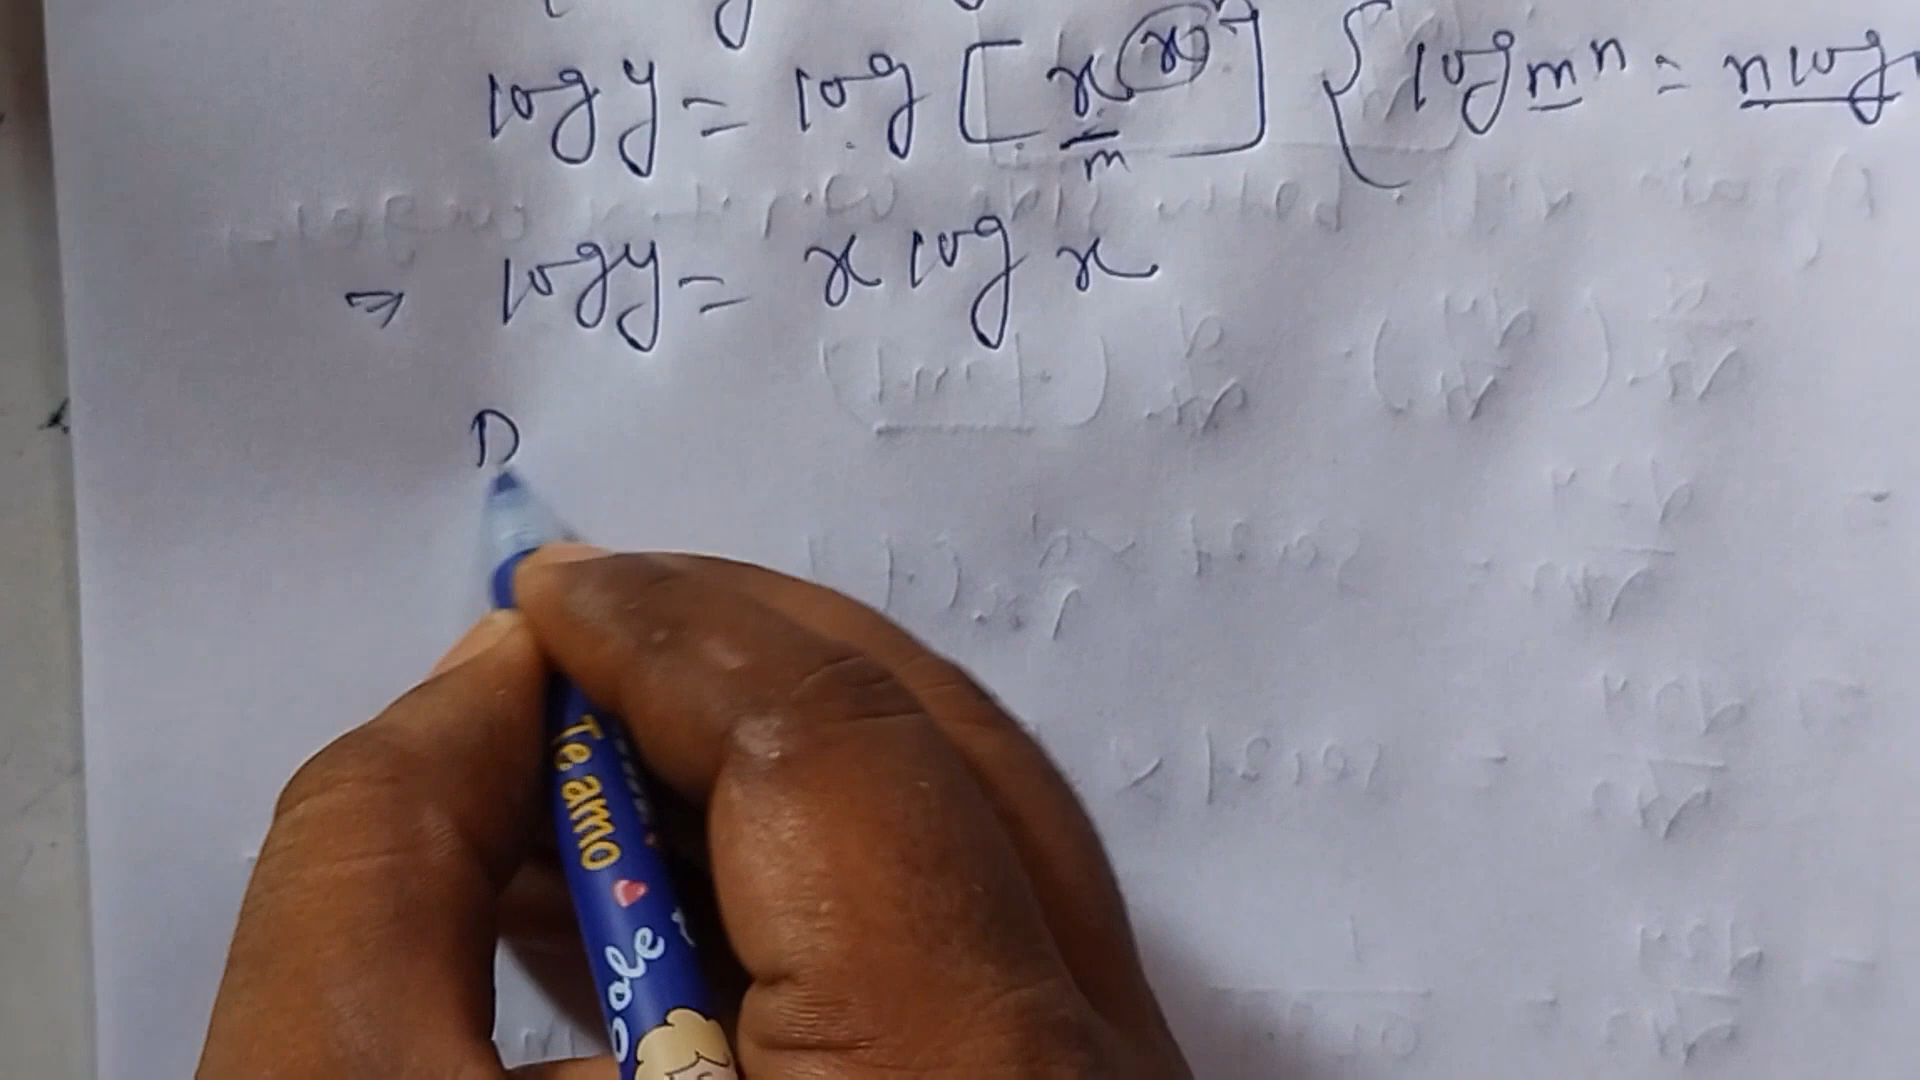 log y = log [x^x] { log m^n = n log
m
⇒ log y = x log x
D
Te amo